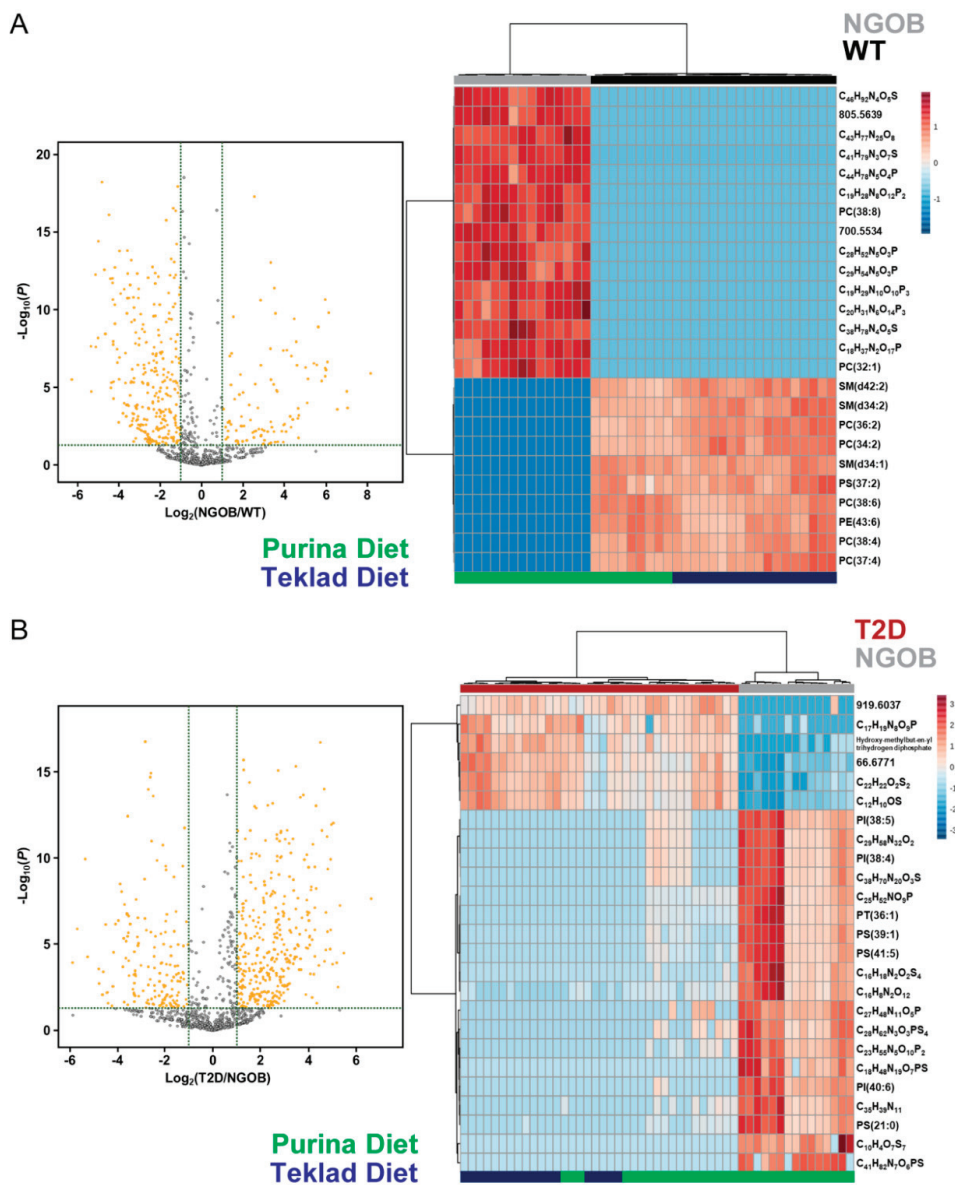 A
NGOB
WT
20
15
10
5
0
-Log₁₀(P)
-6 -4 -2 0 2 4 6 8
Log₂(NGOB/WT)
Purina Diet
Teklad Diet
805.5639
C₄₁H₇₉N₃O₇S
C₄₄H₇₈N₅O₄P
C₁₉H₂₈N₆O₁₂P₂
PC(38:8)
700.5534
C₂₈H₅₂N₅O₃P
C₂₉H₅₄N₅O₂P
C₁₉H₂₉N₁₀O₁₀P₃
C₂₀H₃₁N₆O₁₄P₃
C₃₈H₇₈N₄O₅S
C₁₈H₃₇N₂O₁₇P
PC(32:1)
SM(d42:2)
SM(d34:2)
PC(36:2)
PC(34:2)
SM(d34:1)
PS(37:2)
PC(38:6)
PE(43:6)
PC(38:4)
PC(37:4)
1
0
-1
B
T2D
NGOB
15
10
5
0
-Log₁₀(P)
-6 -4 -2 0 2 4 6
Log₂(T2D/NGOB)
Purina Diet
Teklad Diet
919.6037
C₁₇H₁₉N₈O₉P
Hydroxy-methylbut-en-yl
trihydrogen diphosphate
66.6771
C₂₂H₂₂O₂S₂
C₁₂H₁₀OS
PI(38:5)
C₂₉H₅₈N₃₂O₂
PI(38:4)
C₃₈H₇₀N₂₀O₃S
C₂₅H₅₂NO₉P
PT(36:1)
PS(39:1)
PS(41:5)
C₁₆H₁₈N₂O₂S₄
C₁₆H₈N₂O₁₂
C₂₈H₆₂N₃O₃PS₄
C₂₃H₅₅N₅O₁₀P₂
C₁₈H₄₈N₁₉O₇PS
PI(40:6)
C₃₅H₃₉N₁₁
PS(21:0)
C₁₀H₄O₇S₇
C₄₁H₈₂N₇O₆PS
3
2
1
0
-1
-2
-3